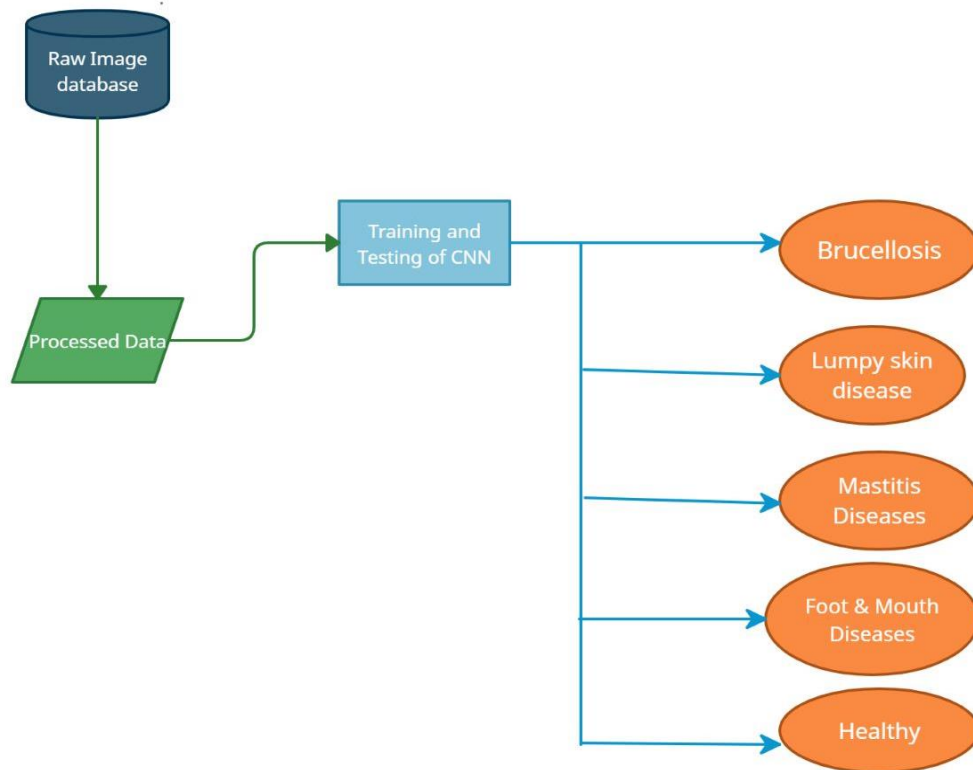 Raw Image
database
Processed Data
Training and
Testing of CNN
Brucellosis
Lumpy skin
disease
Mastitis
Diseases
Foot & Mouth
Diseases
Healthy